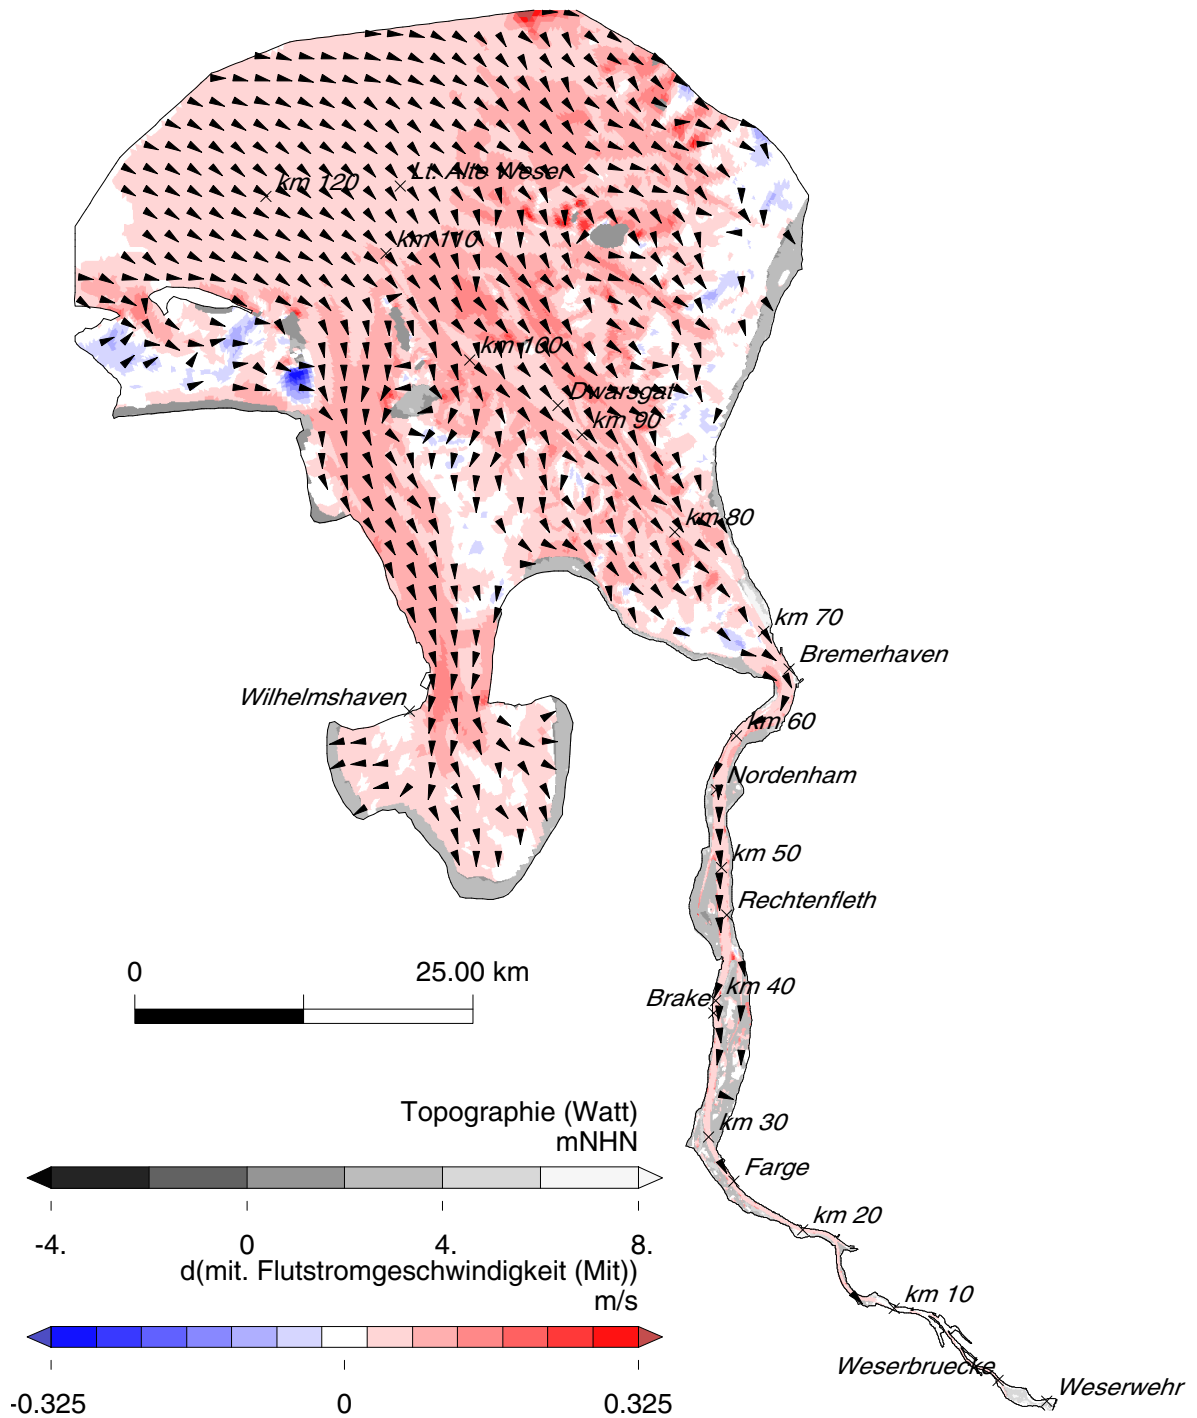 km 120
Lt. Alte Weser
km 110
km 100
Dwarsgat
km 90
km 80
km 70
Bremerhaven
Wilhelmshaven
km 60
Nordenham
km 50
Rechtenfleth
0 25.00 km
km 40
Brake
Topographie (Watt)
mNHN
km 30
Farge
km 20
-4. 0 4. 8.
d(mit. Flutstromgeschwindigkeit (Mit))
m/s
km 10
Weserbruecke
Weserwehr
-0.325 0 0.325